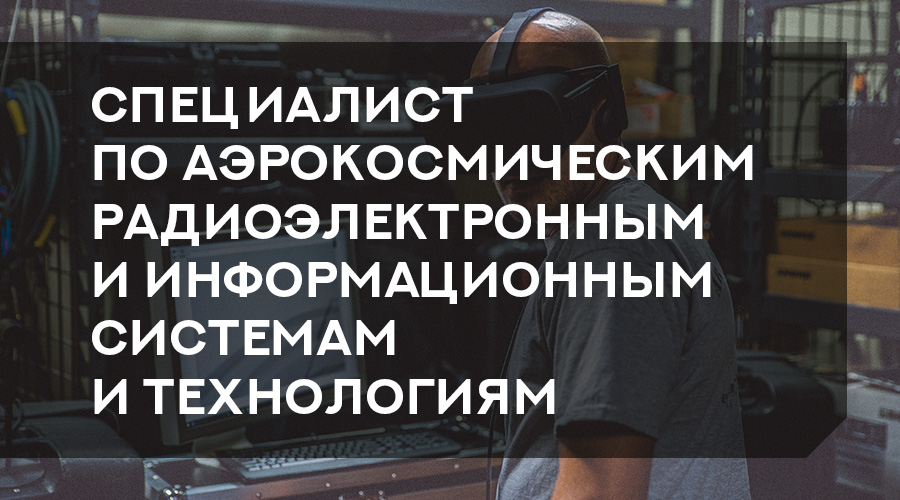 СПЕЦИАЛИСТ
ПО АЭРОКОСМИЧЕСКИМ
РАДИОЭЛЕКТРОННЫМ
И ИНФОРМАЦИОННЫМ
СИСТЕМАМ
И ТЕХНОЛОГИЯМ